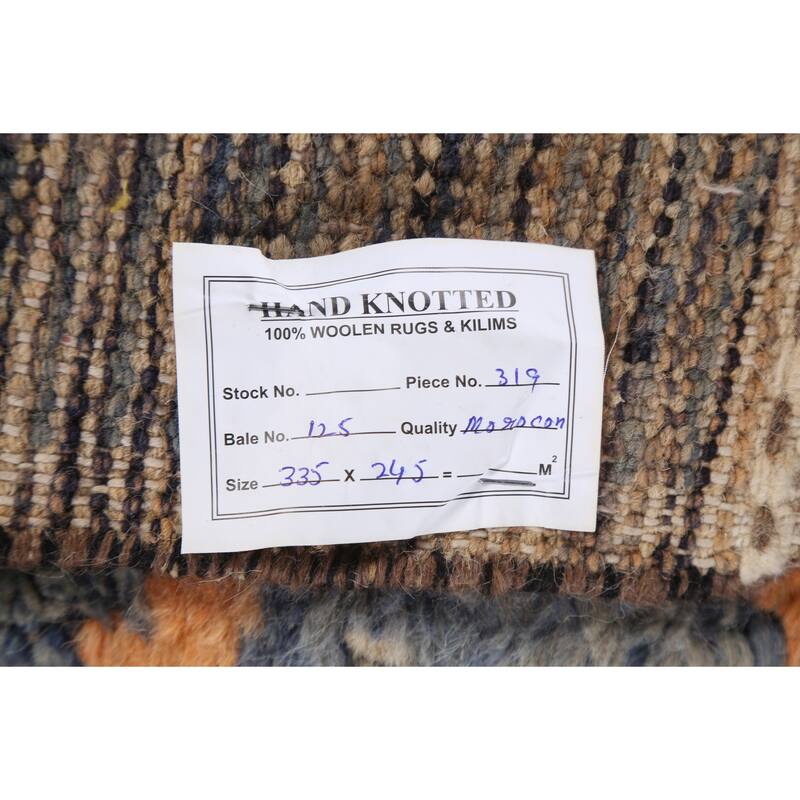 HAND KNOTTED
100% WOOLEN RUGS & KILIMS
Stock No. Piece No. 319
Bale No. 125 Quality Morocon
Size 335 X 245 = M²